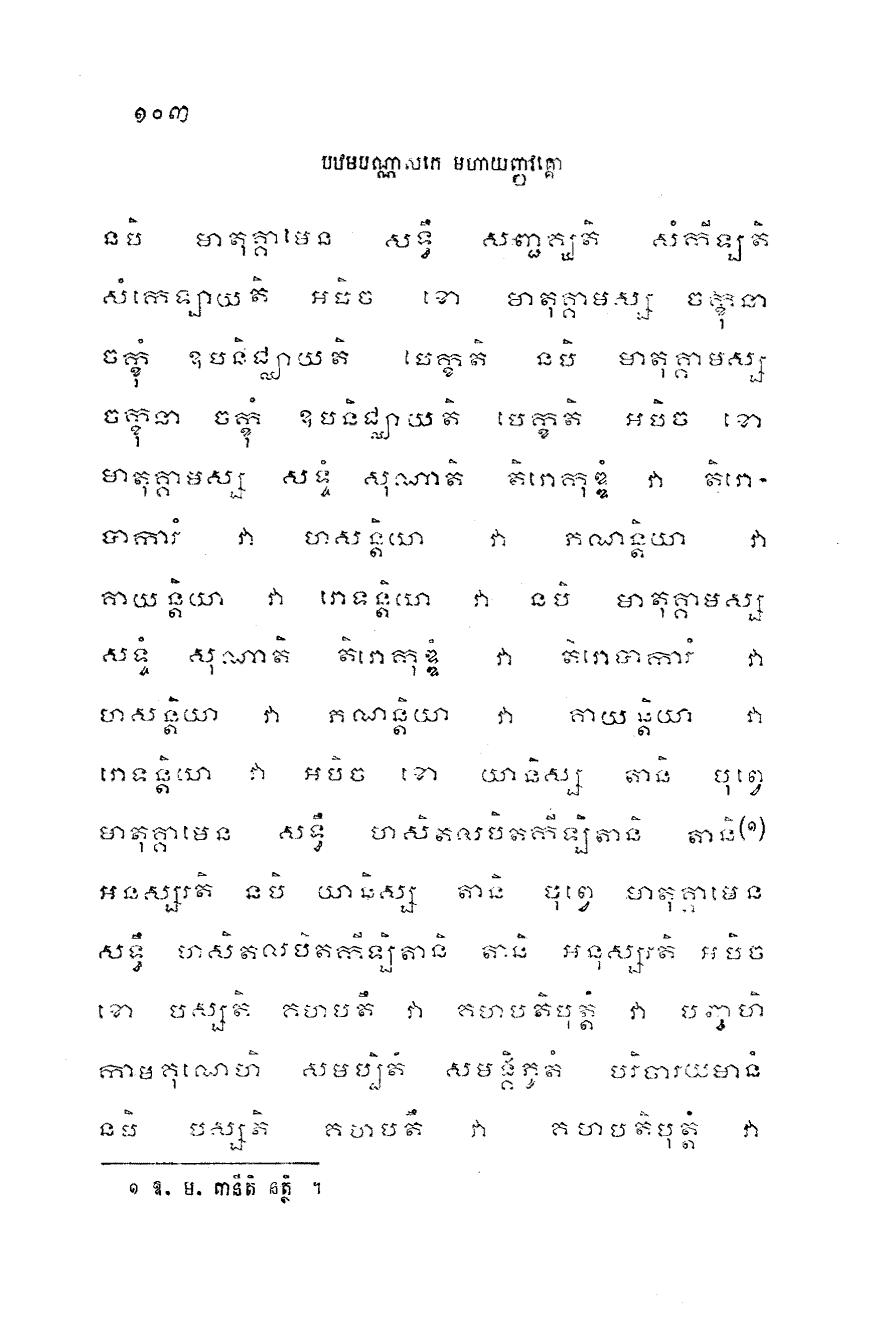 ១០៣
បឋមបណ្ណាសកេ មហាយញ្ញវគ្គោ
នបិ មាតុគ្គាមេន សទ្ធឹ សញ្ជគ្ឃតិ សំកីឡតិ
សំកេឡាយតិ អបិច ខោ មាតុគ្គាមស្ស ចក្ខុនា
ចក្ខុំ ឧបនិជ្ឈាយតិ បេក្ខតិ នបិ មាតុគ្គាមស្ស
ចក្ខុនា ចក្ខុំ ឧបនិជ្ឈាយតិ បេក្ខតិ អបិច ខោ
មាតុគ្គាមស្ស សទ្ទំ សុណាតិ តិរោកុឌ្ឌំ វា តិរោ-
បាការំ វា ហសន្តិយា វា ភណន្តិយា វា
គាយន្តិយា វា រោទន្តិយា វា នបិ មាតុគ្គាមស្ស
សទ្ទំ សុណាតិ តិរោកុឌ្ឌំ វា តិរោបាការំ វា
ហសន្តិយា វា ភណន្តិយា វា គាយន្តិយា វា
រោទន្តិយា វា អបិច ខោ យានិស្ស តានិ បុព្វេ
មាតុគ្គាមេន សទ្ធឹ ហសិតលបិតកីឡិតានិ តានិ(១)
អនុស្សរតិ នបិ យានិស្ស តានិ បុព្វេ មាតុគ្គាមេន
សទ្ធឹ ហសិតលបិតកីឡិតានិ តានិ អនុស្សរតិ អបិច
ខោ បស្សតិ គហបតឹ វា គហបតិបុត្តំ វា បញ្ចហិ
កាមគុណេហិ សមប្បិតំ សមង្គិភូតំ បរិចារយមានំ
នបិ បស្សតិ គហបតឹ វា គហបតិបុត្តំ វា
១ ឱ. ម. តានីតិ នត្ថិ ។